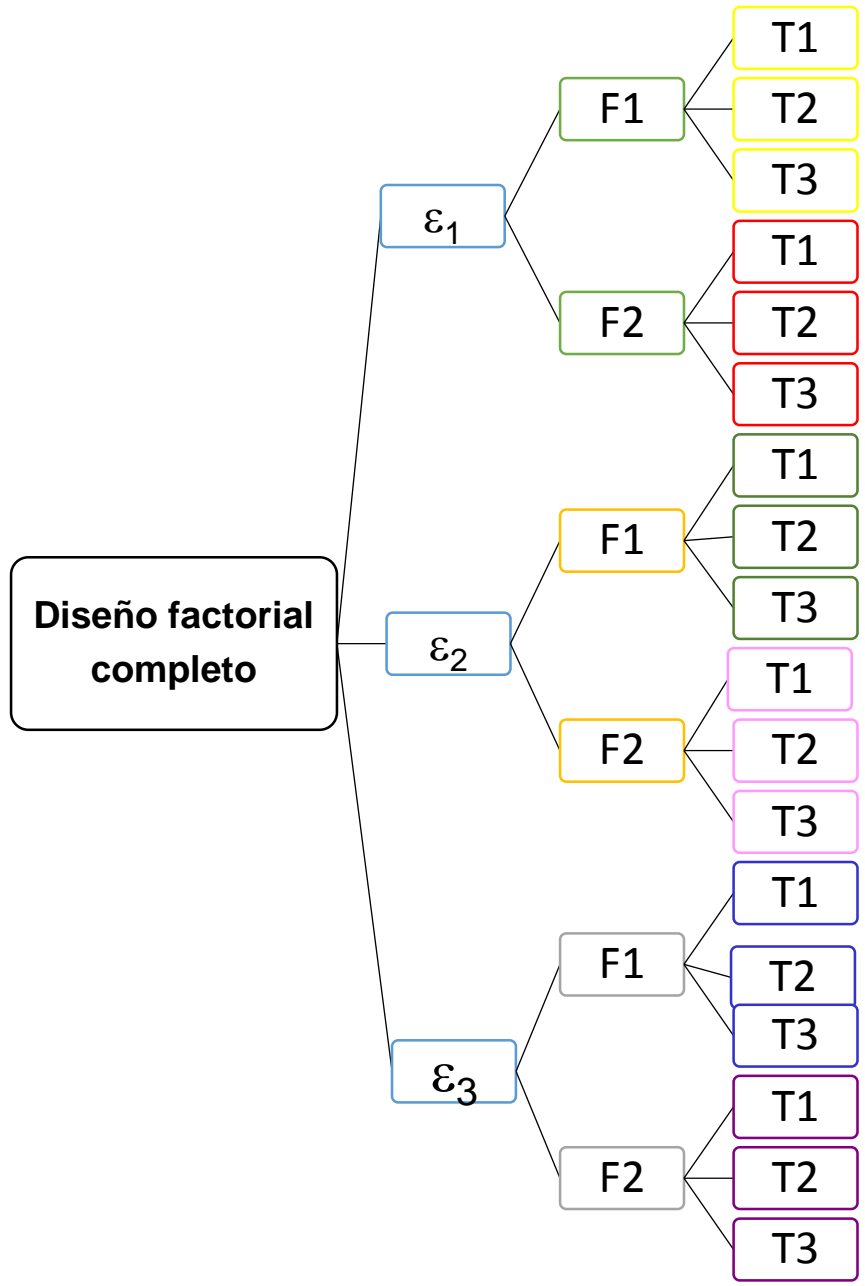 Diseño factorial
completo
ε₁
F1
T1
T2
T3
F2
T1
T2
T3
ε₂
F1
T1
T2
T3
F2
T1
T2
T3
ε₃
F1
T1
T2
T3
F2
T1
T2
T3